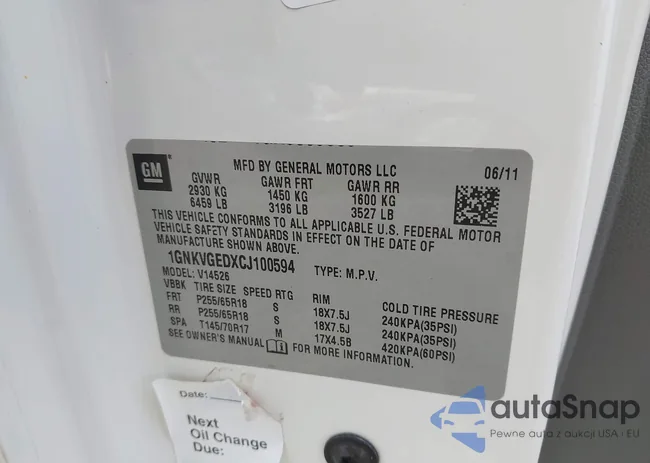 GM
MFD BY GENERAL MOTORS LLC 06/11
GVWR GAWR FRT GAWR RR
2930 KG 1450 KG 1600 KG
6459 LB 3196 LB 3527 LB
THIS VEHICLE CONFORMS TO ALL APPLICABLE U.S. FEDERAL MOTOR
VEHICLE SAFETY STANDARDS IN EFFECT ON THE DATE OF
MANUFACTURE SHOWN ABOVE.
1GNKVGEDXCJ100594 TYPE: M.P.V.
MODEL: V14526
VBBK TIRE SIZE SPEED RTG RIM COLD TIRE PRESSURE
FRT P255/65R18 S 18X7.5J 240KPA(35PSI)
RR P255/65R18 S 18X7.5J 240KPA(35PSI)
SPA T145/70R17 M 17X4.5B 420KPA(60PSI)
SEE OWNER'S MANUAL FOR MORE INFORMATION.
Date:
Next
Oil Change
Due:
autoSnap
Pewne auta z aukcji USA i EU